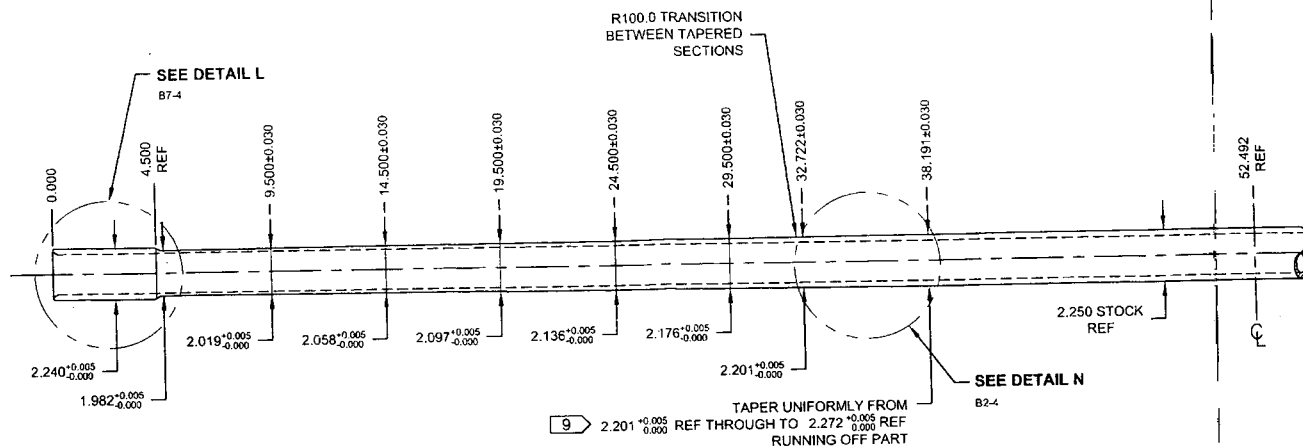 R100.0 TRANSITION
BETWEEN TAPERED
SECTIONS
SEE DETAIL L
B7-4
0.000
4.500
REF
9.500±0.030
14.500±0.030
19.500±0.030
24.500±0.030
29.500±0.030
32.722±0.030
38.191±0.030
52.492
REF
2.240 +0.005 -0.000
1.982 +0.005 -0.000
2.019 +0.005 -0.000
2.058 +0.005 -0.000
2.097 +0.005 -0.000
2.136 +0.005 -0.000
2.176 +0.005 -0.000
2.201 +0.005 -0.000
2.250 STOCK
REF
CL
SEE DETAIL N
B2-4
TAPER UNIFORMLY FROM
9 2.201 +0.005 0.000 REF THROUGH TO 2.272 +0.005 0.000 REF
RUNNING OFF PART